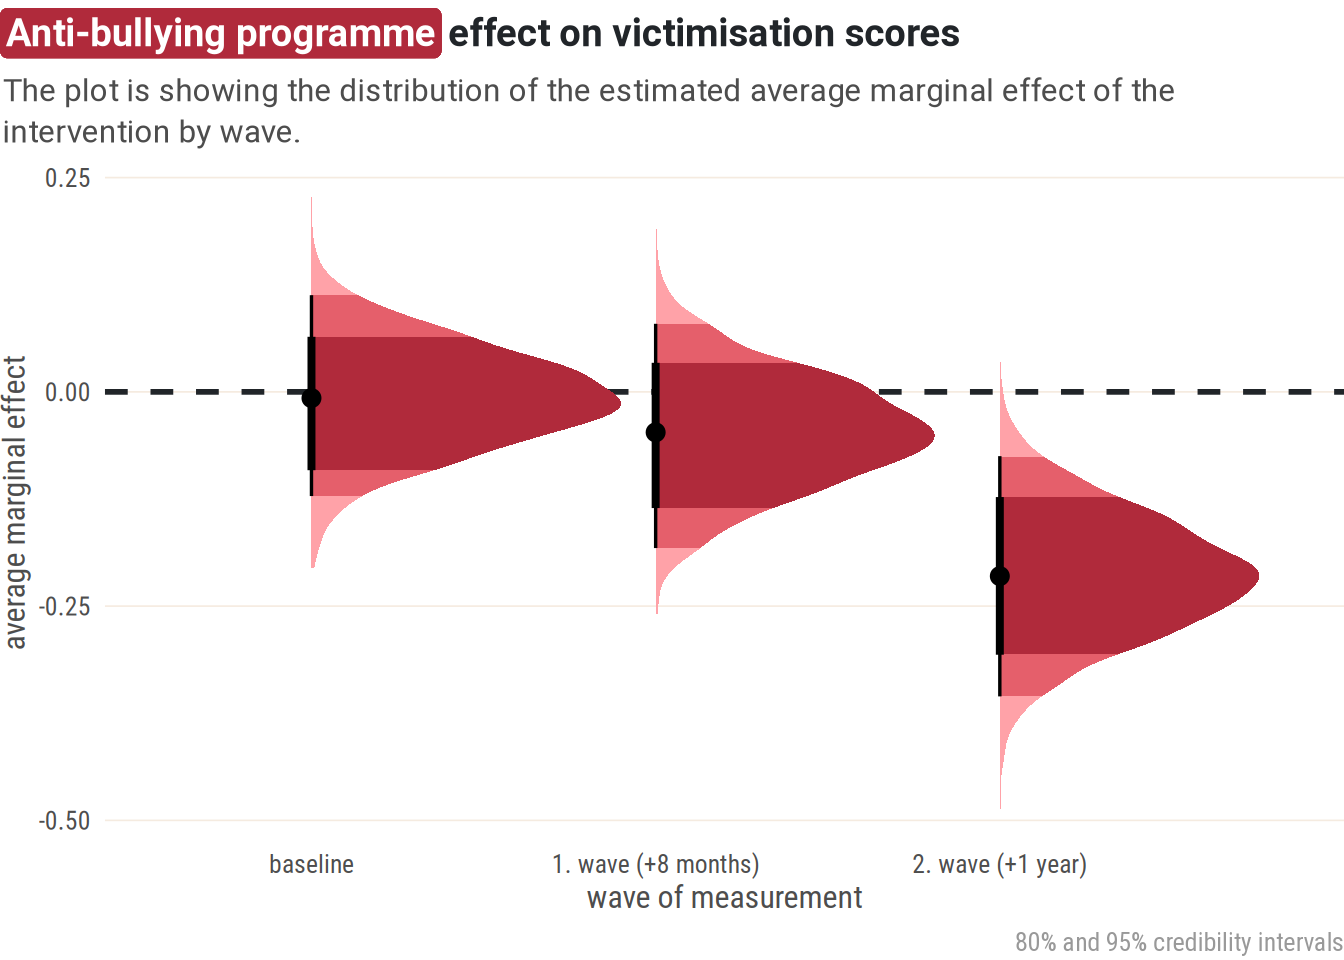 Anti-bullying programme effect on victimisation scores
The plot is showing the distribution of the estimated average marginal effect of the
intervention by wave.
average marginal effect
0.25
0.00
-0.25
-0.50
baseline
1. wave (+8 months)
2. wave (+1 year)
wave of measurement
80% and 95% credibility intervals